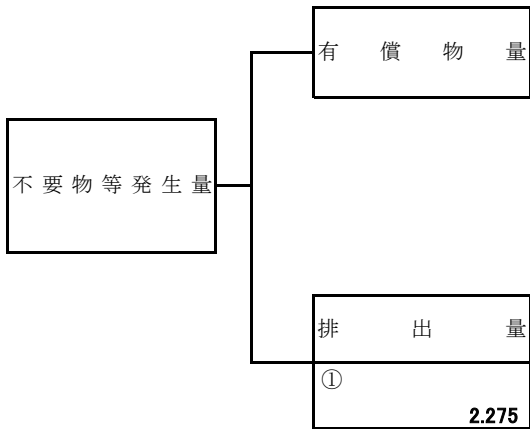 有償物量
不要物等発生量
排出量
①
2.275